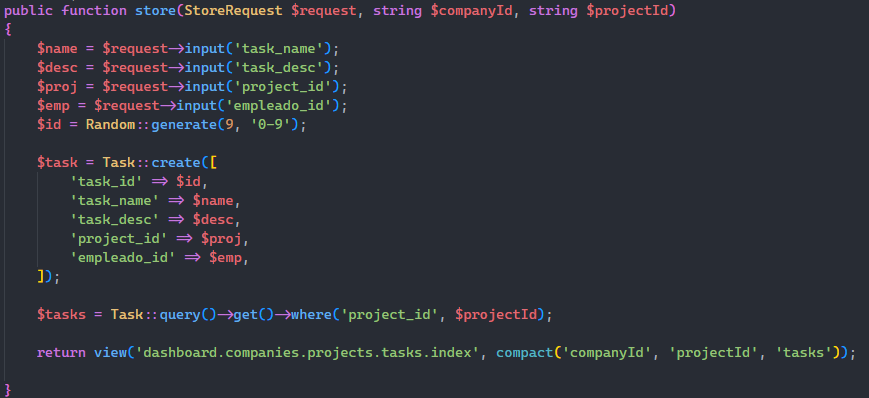 public function store(StoreRequest $request, string $companyId, string $projectId)
{
    $name = $request->input('task_name');
    $desc = $request->input('task_desc');
    $proj = $request->input('project_id');
    $emp = $request->input('empleado_id');
    $id = Random::generate(9, '0-9');

    $task = Task::create([
        'task_id' => $id,
        'task_name' => $name,
        'task_desc' => $desc,
        'project_id' => $proj,
        'empleado_id' => $emp,
    ]);

    $tasks = Task::query()->get()->where('project_id', $projectId);

    return view('dashboard.companies.projects.tasks.index', compact('companyId', 'projectId', 'tasks'));

}